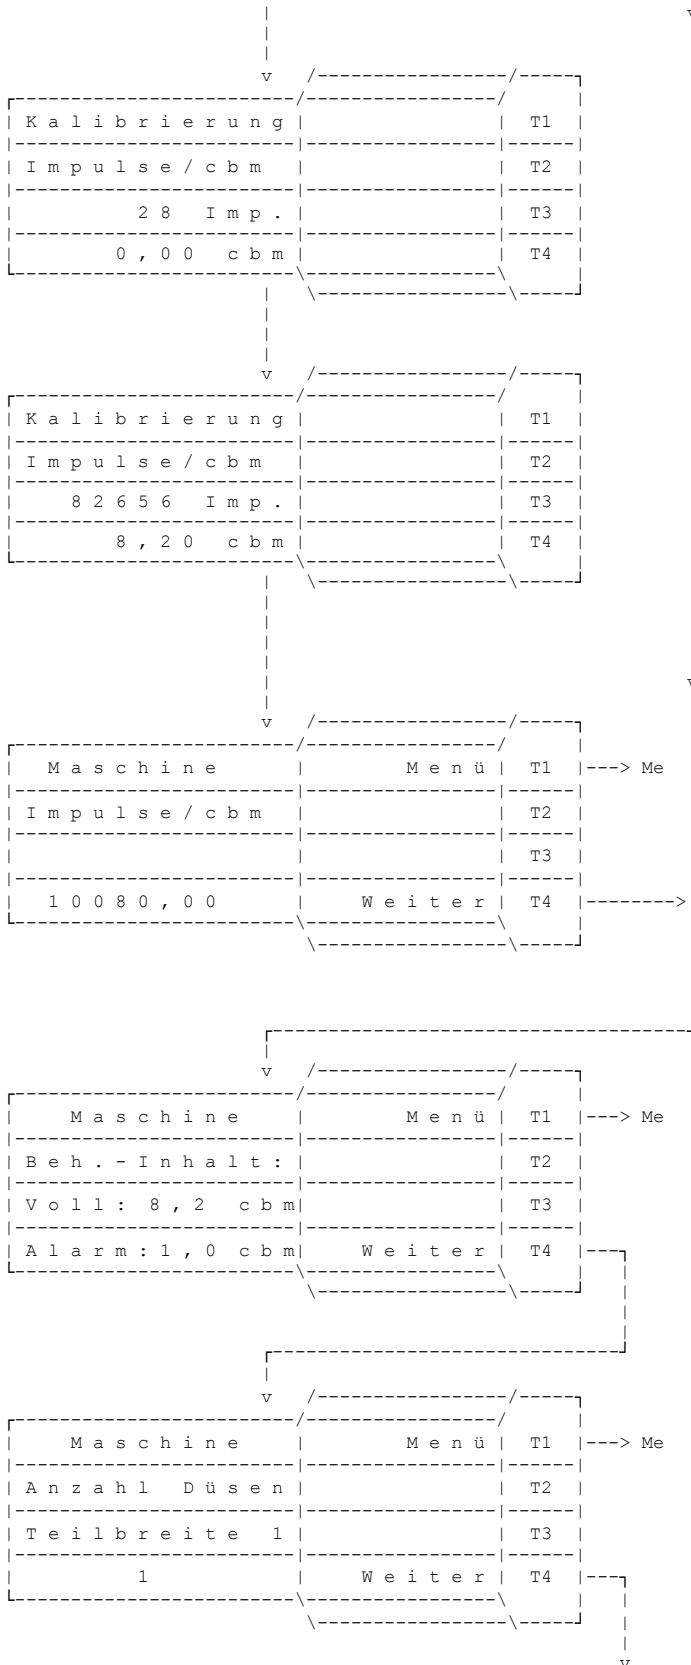 Kalibrierung T1
Impulse/cbm T2
28 Imp. T3
0,00 cbm T4
Kalibrierung T1
Impulse/cbm T2
82656 Imp. T3
8,20 cbm T4
Maschine Menü T1 ---> Me
Impulse/cbm T2
T3
10080,00 Weiter T4 -------->
Maschine Menü T1 ---> Me
Beh.-Inhalt: T2
Voll: 8,2 cbm T3
Alarm:1,0 cbm Weiter T4
Maschine Menü T1 ---> Me
Anzahl Düsen T2
Teilbreite 1 T3
1 Weiter T4